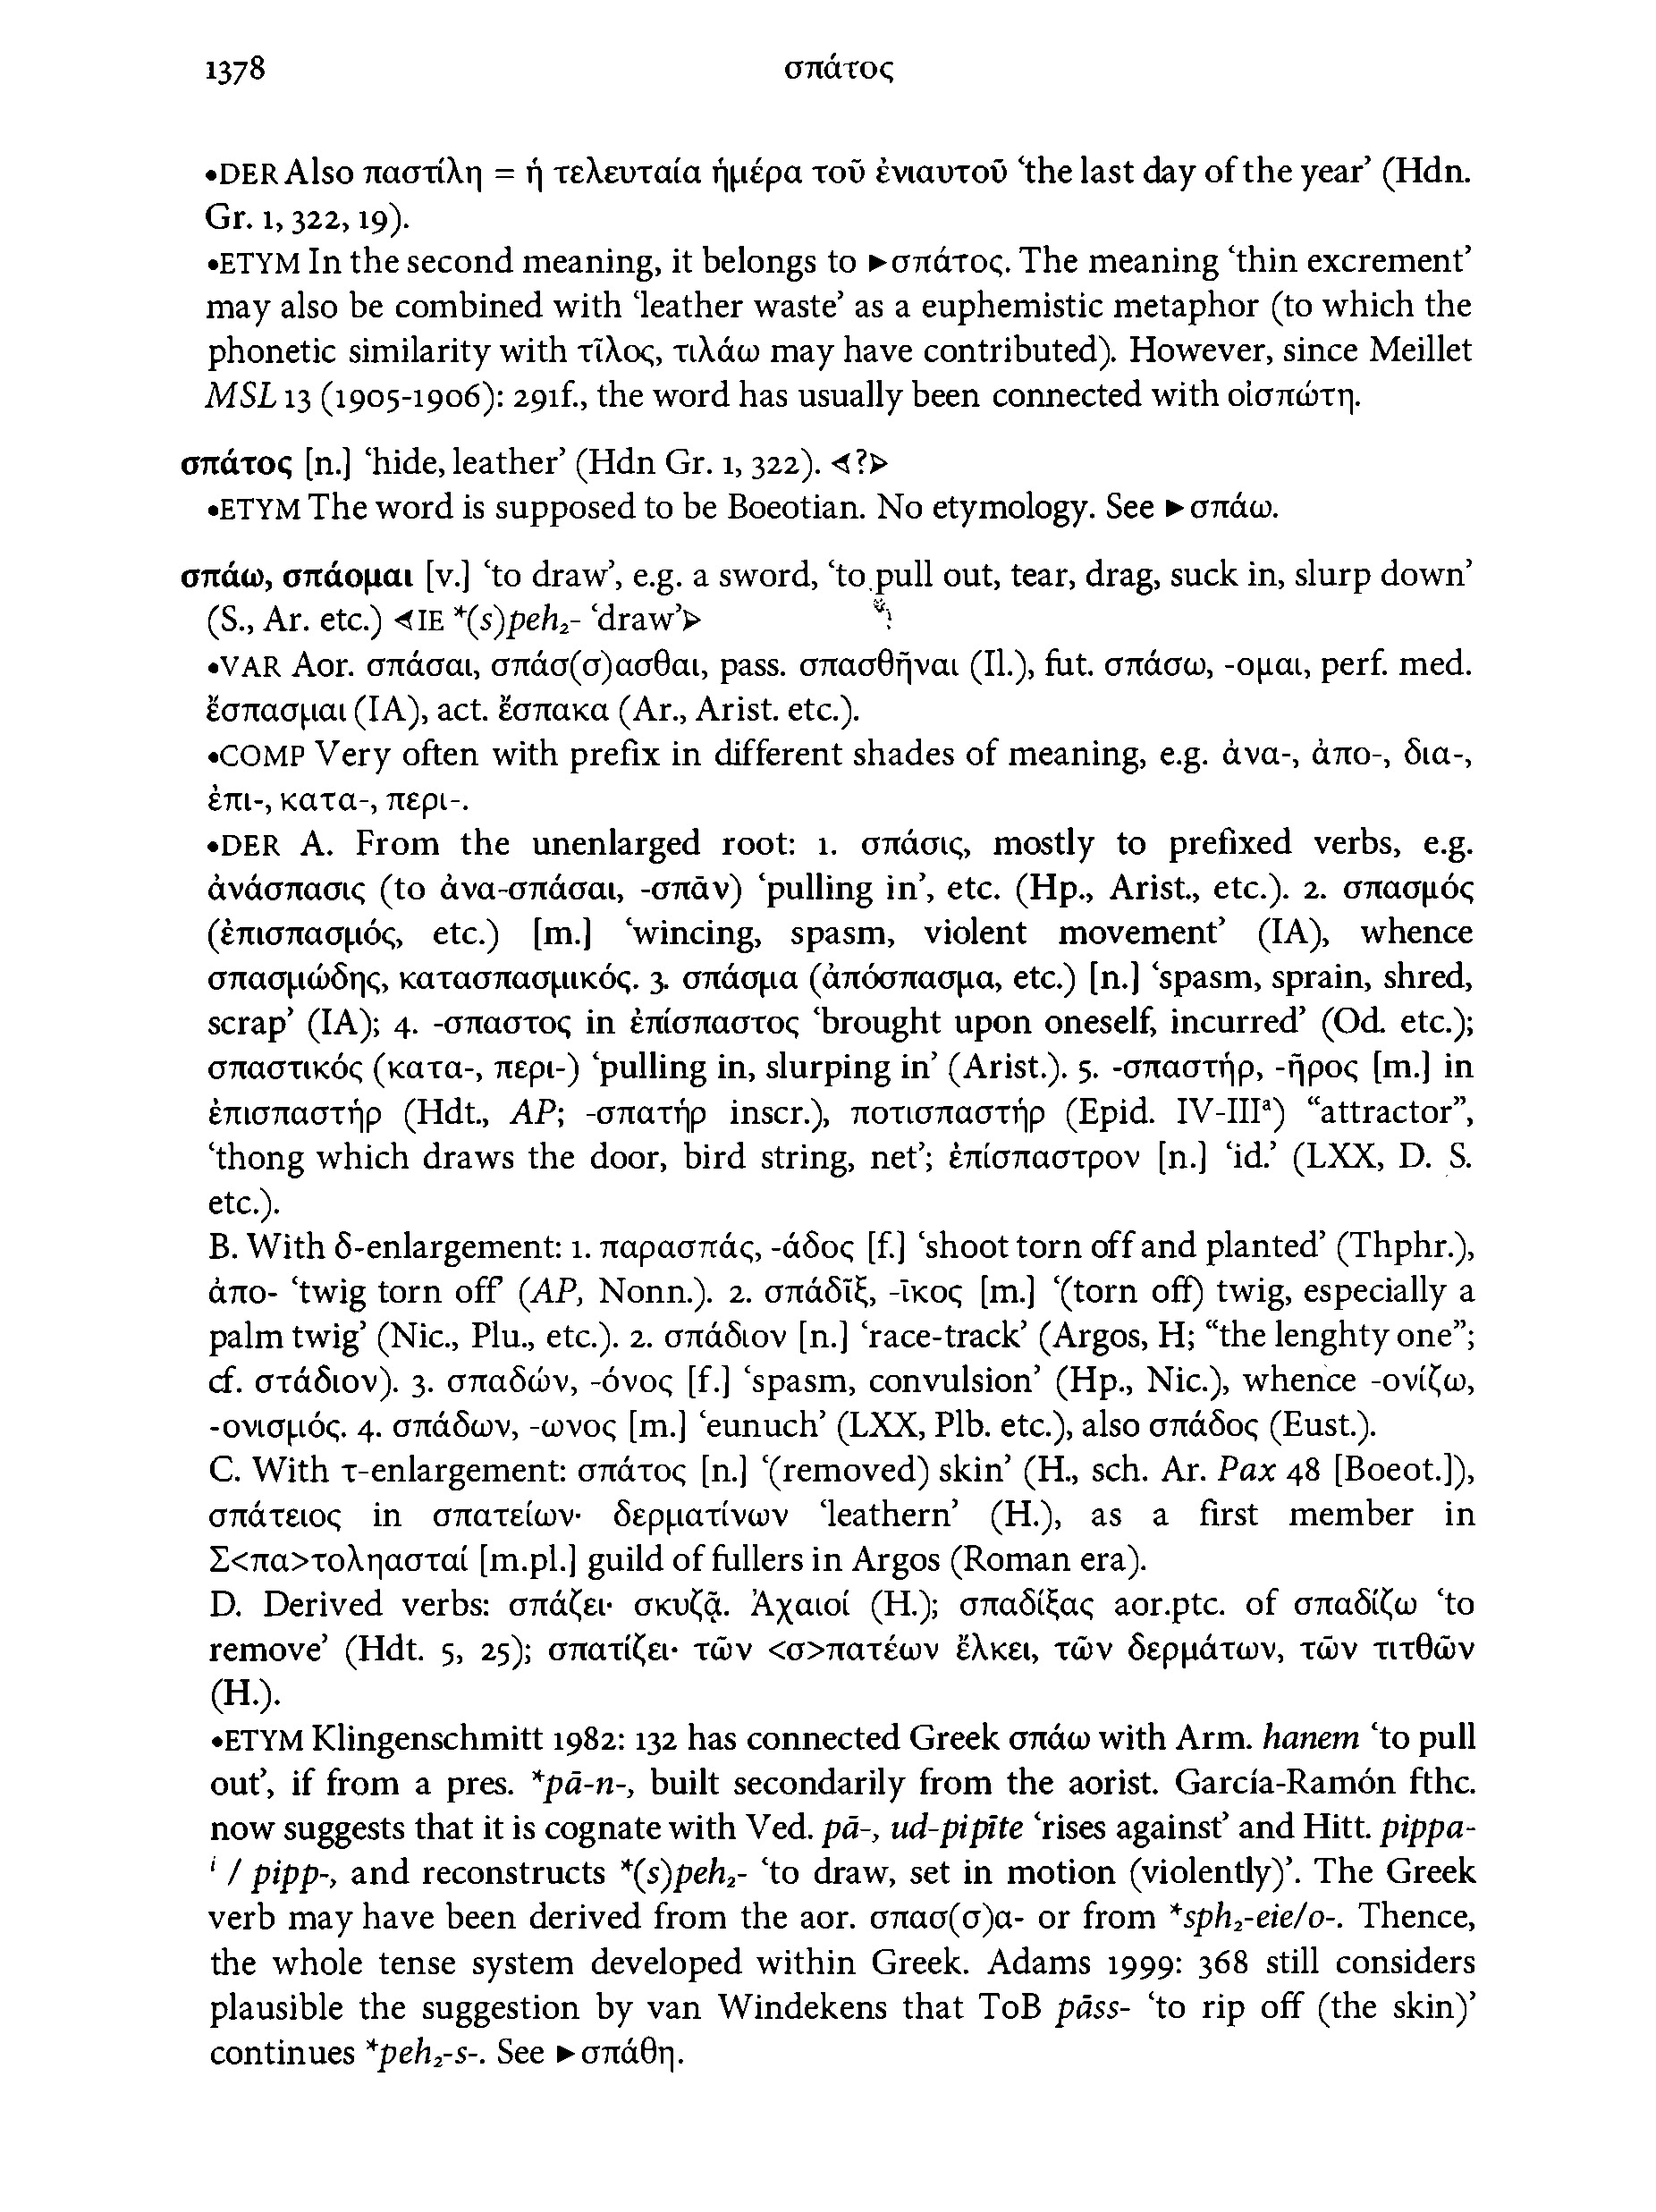 1378 σπάτος
•DER Also παστίλη = ἡ τελευταία ἡμέρα τοῦ ἐνιαυτοῦ ‘the last day of the year’ (Hdn.
Gr. 1, 322, 19).
•ETYM In the second meaning, it belongs to ►σπάτος. The meaning ‘thin excrement’
may also be combined with ‘leather waste’ as a euphemistic metaphor (to which the
phonetic similarity with τῖλος, τιλάω may have contributed). However, since Meillet
MSL 13 (1905-1906): 291f., the word has usually been connected with οἰσπώτη.
σπάτος [n.] ‘hide, leather’ (Hdn Gr. 1, 322). ⊲?⊳
•ETYM The word is supposed to be Boeotian. No etymology. See ►σπάω.
σπάω, σπάομαι [v.] ‘to draw’, e.g. a sword, ‘to pull out, tear, drag, suck in, slurp down’
(S., Ar. etc.) ⊲IE *(s)peh₂- ‘draw’⊳
•VAR Aor. σπάσαι, σπάσ(σ)ασθαι, pass. σπασθῆναι (Il.), fut. σπάσω, -ομαι, perf. med.
ἔσπασμαι (IA), act. ἔσπακα (Ar., Arist. etc.).
•COMP Very often with prefix in different shades of meaning, e.g. ἀνα-, ἀπο-, δια-,
ἐπι-, κατα-, περι-.
•DER A. From the unenlarged root: 1. σπάσις, mostly to prefixed verbs, e.g.
ἀνάσπασις (to ἀνα-σπάσαι, -σπᾶν) ‘pulling in’, etc. (Hp., Arist., etc.). 2. σπασμός
(ἐπισπασμός, etc.) [m.] ‘wincing, spasm, violent movement’ (IA), whence
σπασμώδης, κατασπασμικός. 3. σπάσμα (ἀπόσπασμα, etc.) [n.] ‘spasm, sprain, shred,
scrap’ (IA); 4. -σπαστος in ἐπίσπαστος ‘brought upon oneself, incurred’ (Od. etc.);
σπαστικός (κατα-, περι-) ‘pulling in, slurping in’ (Arist.). 5. -σπαστήρ, -ῆρος [m.] in
ἐπισπαστήρ (Hdt., AP; -σπατήρ inscr.), ποτισπαστήρ (Epid. IV-IIIᵃ) “attractor”,
‘thong which draws the door, bird string, net’; ἐπίσπαστρον [n.] ‘id.’ (LXX, D. S.
etc.).
B. With δ-enlargement: 1. παρασπάς, -άδος [f.] ‘shoot torn off and planted’ (Thphr.),
ἀπο- ‘twig torn off’ (AP, Nonn.). 2. σπάδῑξ, -ῑκος [m.] ‘(torn off) twig, especially a
palm twig’ (Nic., Plu., etc.). 2. σπάδιον [n.] ‘race-track’ (Argos, H; “the lenghty one”;
cf. στάδιον). 3. σπαδών, -όνος [f.] ‘spasm, convulsion’ (Hp., Nic.), whence -ονίζω,
-ονισμός. 4. σπάδων, -ωνος [m.] ‘eunuch’ (LXX, Plb. etc.), also σπάδος (Eust.).
C. With τ-enlargement: σπάτος [n.] ‘(removed) skin’ (H., sch. Ar. Pax 48 [Boeot.]),
σπάτειος in σπατείων· δερματίνων ‘leathern’ (H.), as a first member in
Σ<πα>τοληασταί [m.pl.] guild of fullers in Argos (Roman era).
D. Derived verbs: σπάζει· σκυζᾷ. Ἀχαιοί (H.); σπαδίξας aor.ptc. of σπαδίζω ‘to
remove’ (Hdt. 5, 25); σπατίζει· τῶν <σ>πατέων ἕλκει, τῶν δερμάτων, τῶν τιτθῶν
(H.).
•ETYM Klingenschmitt 1982: 132 has connected Greek σπάω with Arm. hanem ‘to pull
out’, if from a pres. *pā-n-, built secondarily from the aorist. García-Ramón fthc.
now suggests that it is cognate with Ved. pā-, ud-pipīte ‘rises against’ and Hitt. pippa-
ⁱ / pipp-, and reconstructs *(s)peh₂- ‘to draw, set in motion (violently)’. The Greek
verb may have been derived from the aor. σπασ(σ)α- or from *sph₂-eie/o-. Thence,
the whole tense system developed within Greek. Adams 1999: 368 still considers
plausible the suggestion by van Windekens that ToB pāss- ‘to rip off (the skin)’
continues *peh₂-s-. See ►σπάθη.